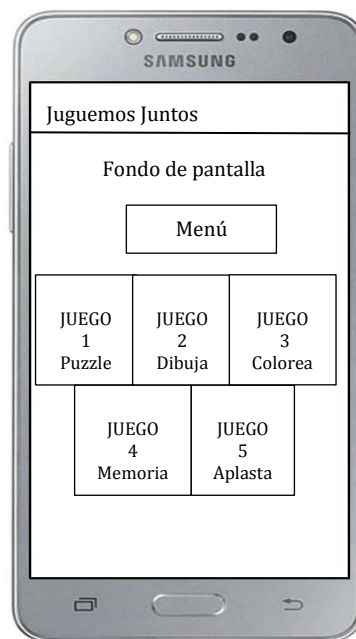 SAMSUNG
Juguemos Juntos
Fondo de pantalla
Menú
JUEGO
1
Puzzle
JUEGO
2
Dibuja
JUEGO
3
Colorea
JUEGO
4
Memoria
JUEGO
5
Aplasta